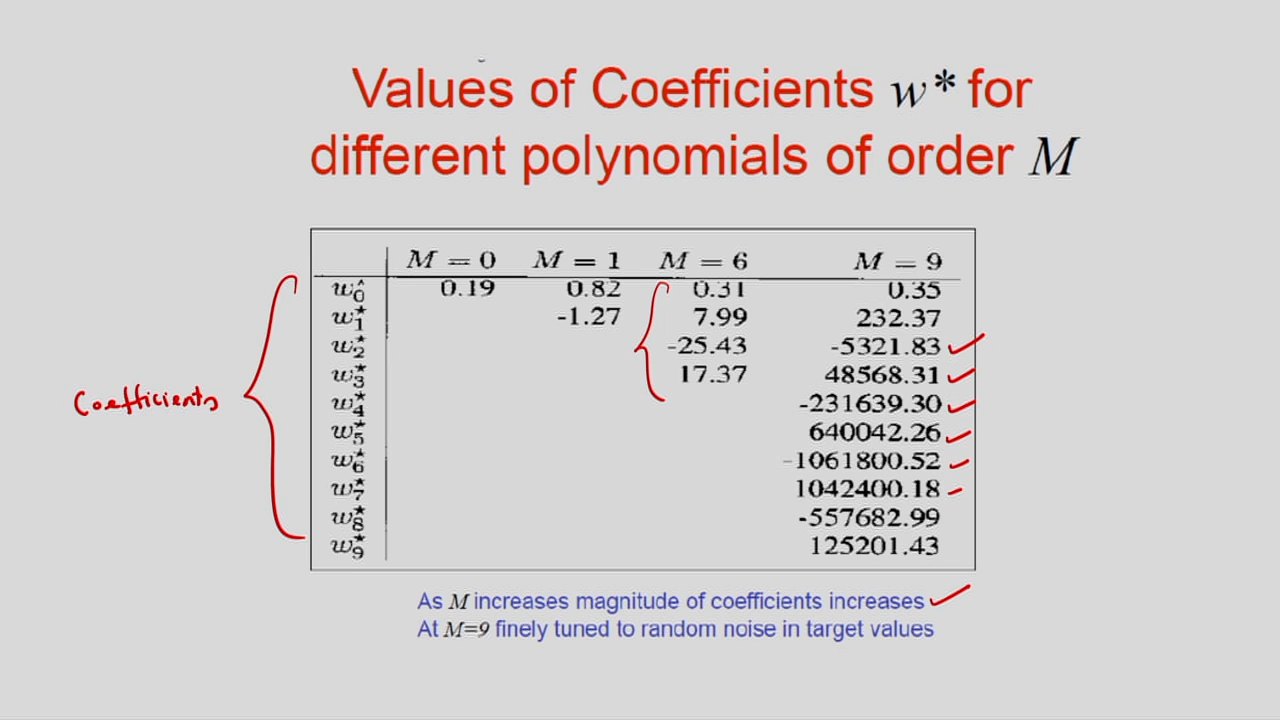 Values of Coefficients w* for
different polynomials of order M
M = 0 M = 1 M = 6 M = 9
w₀* 0.19 0.82 0.31 0.35
w₁* -1.27 7.99 232.37
w₂* -25.43 -5321.83
w₃* 17.37 48568.31
Coefficients
w₄* -231639.30
w₅* 640042.26
w₆* -1061800.52
w₇* 1042400.18
w₈* -557682.99
w₉* 125201.43
As M increases magnitude of coefficients increases
At M=9 finely tuned to random noise in target values